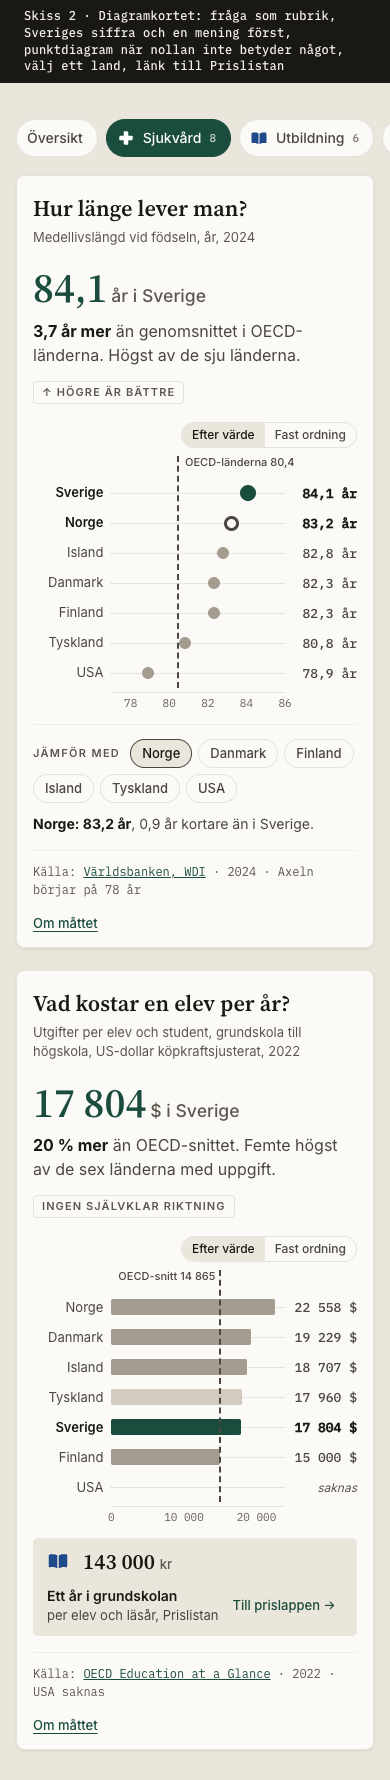 Skiss 2 · Diagramkortet: fråga som rubrik,
Sveriges siffra och en mening först,
punktdiagram när nollan inte betyder något,
välj ett land, länk till Prislistan
Översikt
Sjukvård 8
Utbildning 6
Hur länge lever man?
Medellivslängd vid födseln, år, 2024
84,1 år i Sverige
3,7 år mer än genomsnittet i OECD-
länderna. Högst av de sju länderna.
↑ HÖGRE ÄR BÄTTRE
Efter värde
Fast ordning
OECD-länderna 80,4
Sverige 84,1 år
Norge 83,2 år
Island 82,8 år
Danmark 82,3 år
Finland 82,3 år
Tyskland 80,8 år
USA 78,9 år
78 80 82 84 86
JÄMFÖR MED Norge Danmark Finland
Island Tyskland USA
Norge: 83,2 år, 0,9 år kortare än i Sverige.
Källa: Världsbanken, WDI · 2024 · Axeln
börjar på 78 år
Om måttet
Vad kostar en elev per år?
Utgifter per elev och student, grundskola till
högskola, US-dollar köpkraftsjusterat, 2022
17 804 $ i Sverige
20 % mer än OECD-snittet. Femte högst
av de sex länderna med uppgift.
INGEN SJÄLVKLAR RIKTNING
Efter värde
Fast ordning
OECD-snitt 14 865
Norge 22 558 $
Danmark 19 229 $
Island 18 707 $
Tyskland 17 960 $
Sverige 17 804 $
Finland 15 000 $
USA saknas
0 10 000 20 000
143 000 kr
Ett år i grundskolan
per elev och läsår, Prislistan
Till prislappen →
Källa: OECD Education at a Glance · 2022 ·
USA saknas
Om måttet